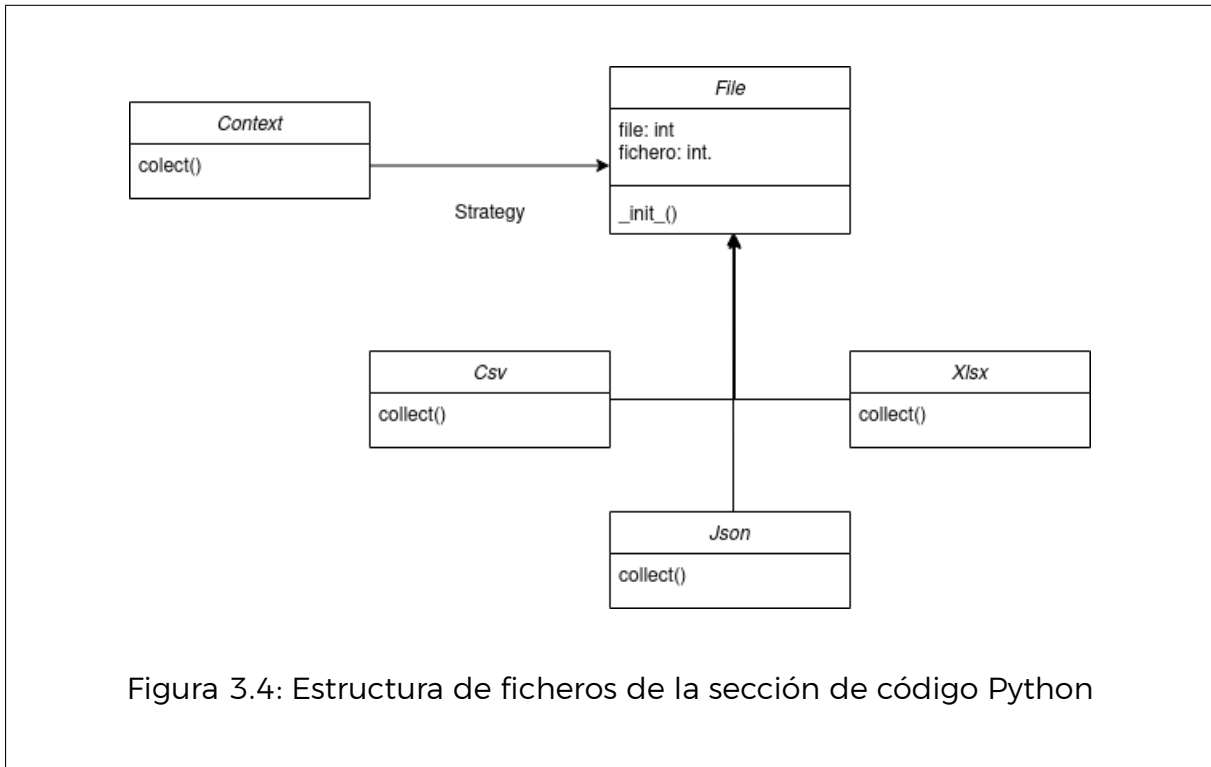 Context
colect()
Strategy
File
file: int
fichero: int.
_init_()
Csv
collect()
Xlsx
collect()
Json
collect()
Figura 3.4: Estructura de ficheros de la sección de código Python